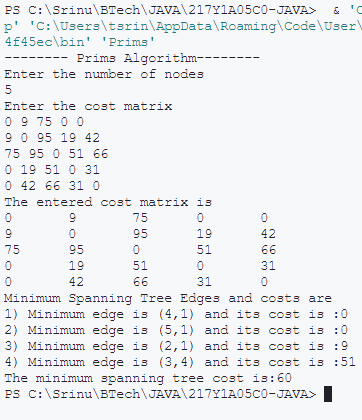 PS C:\Srinu\BTech\JAVA\217Y1A05C0-JAVA>  & 'C
p' 'C:\Users\tsrin\AppData\Roaming\Code\User\
4f45ec\bin' 'Prims'
-------- Prims Algorithm--------
Enter the number of nodes
5
Enter the cost matrix
0 9 75 0 0
9 0 95 19 42
75 95 0 51 66
0 19 51 0 31
0 42 66 31 0
The entered cost matrix is
0 9 75 0 0
9 0 95 19 42
75 95 0 51 66
0 19 51 0 31
0 42 66 31 0
Minimum Spanning Tree Edges and costs are
1) Minimum edge is (4,1) and its cost is :0
2) Minimum edge is (5,1) and its cost is :0
3) Minimum edge is (2,1) and its cost is :9
4) Minimum edge is (3,4) and its cost is :51
The minimum spanning tree cost is:60
PS C:\Srinu\BTech\JAVA\217Y1A05C0-JAVA>